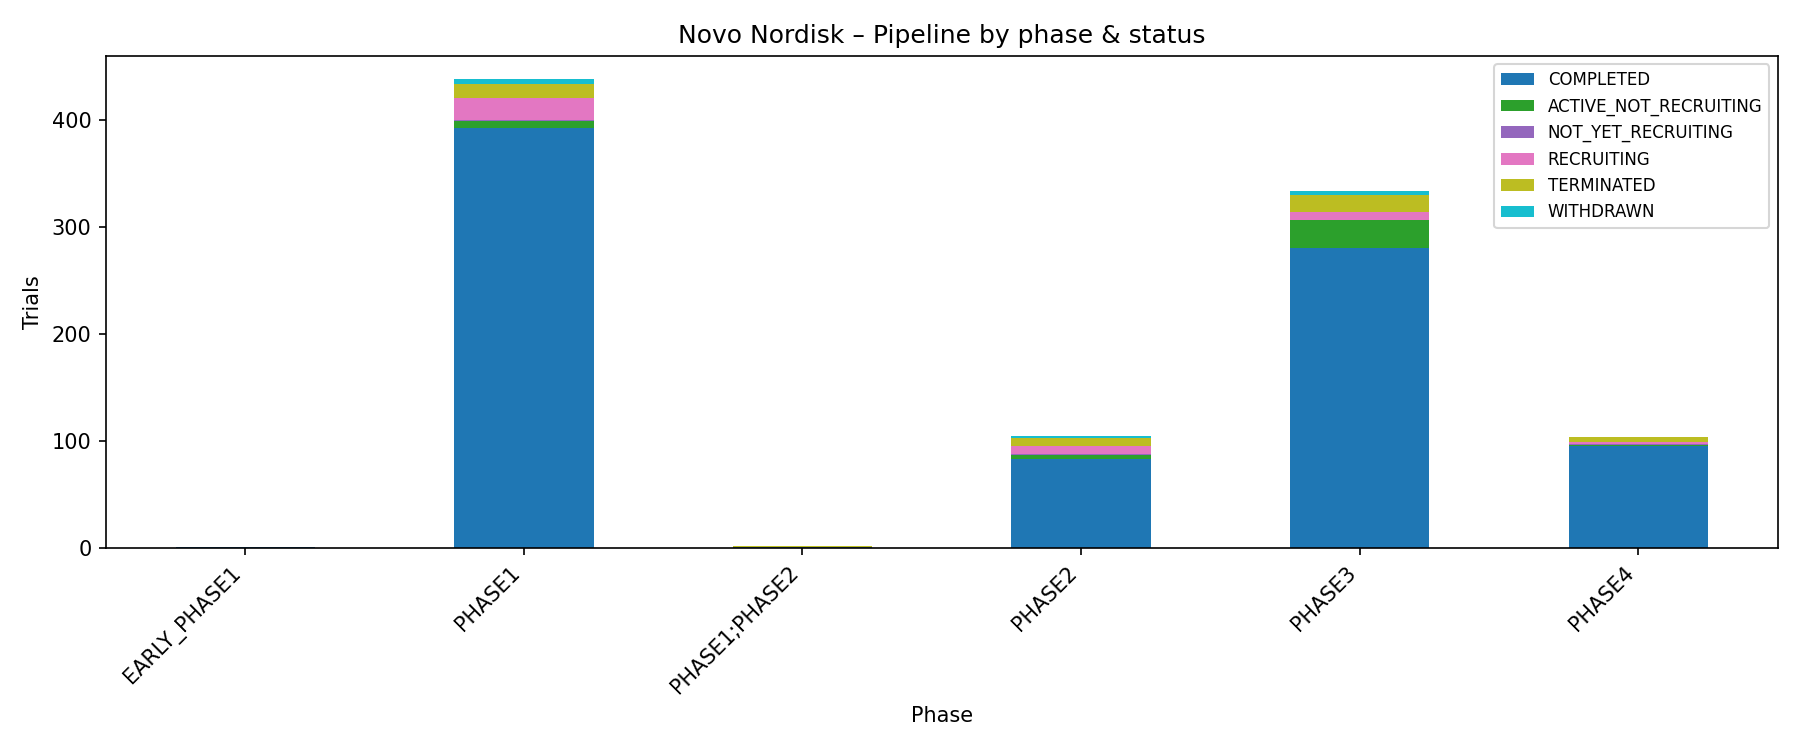 Novo Nordisk – Pipeline by phase & status
COMPLETED
ACTIVE_NOT_RECRUITING
NOT_YET_RECRUITING
RECRUITING
TERMINATED
WITHDRAWN
Trials
400
300
200
100
0
EARLY_PHASE1
PHASE1
PHASE1;PHASE2
PHASE2
PHASE3
PHASE4
Phase